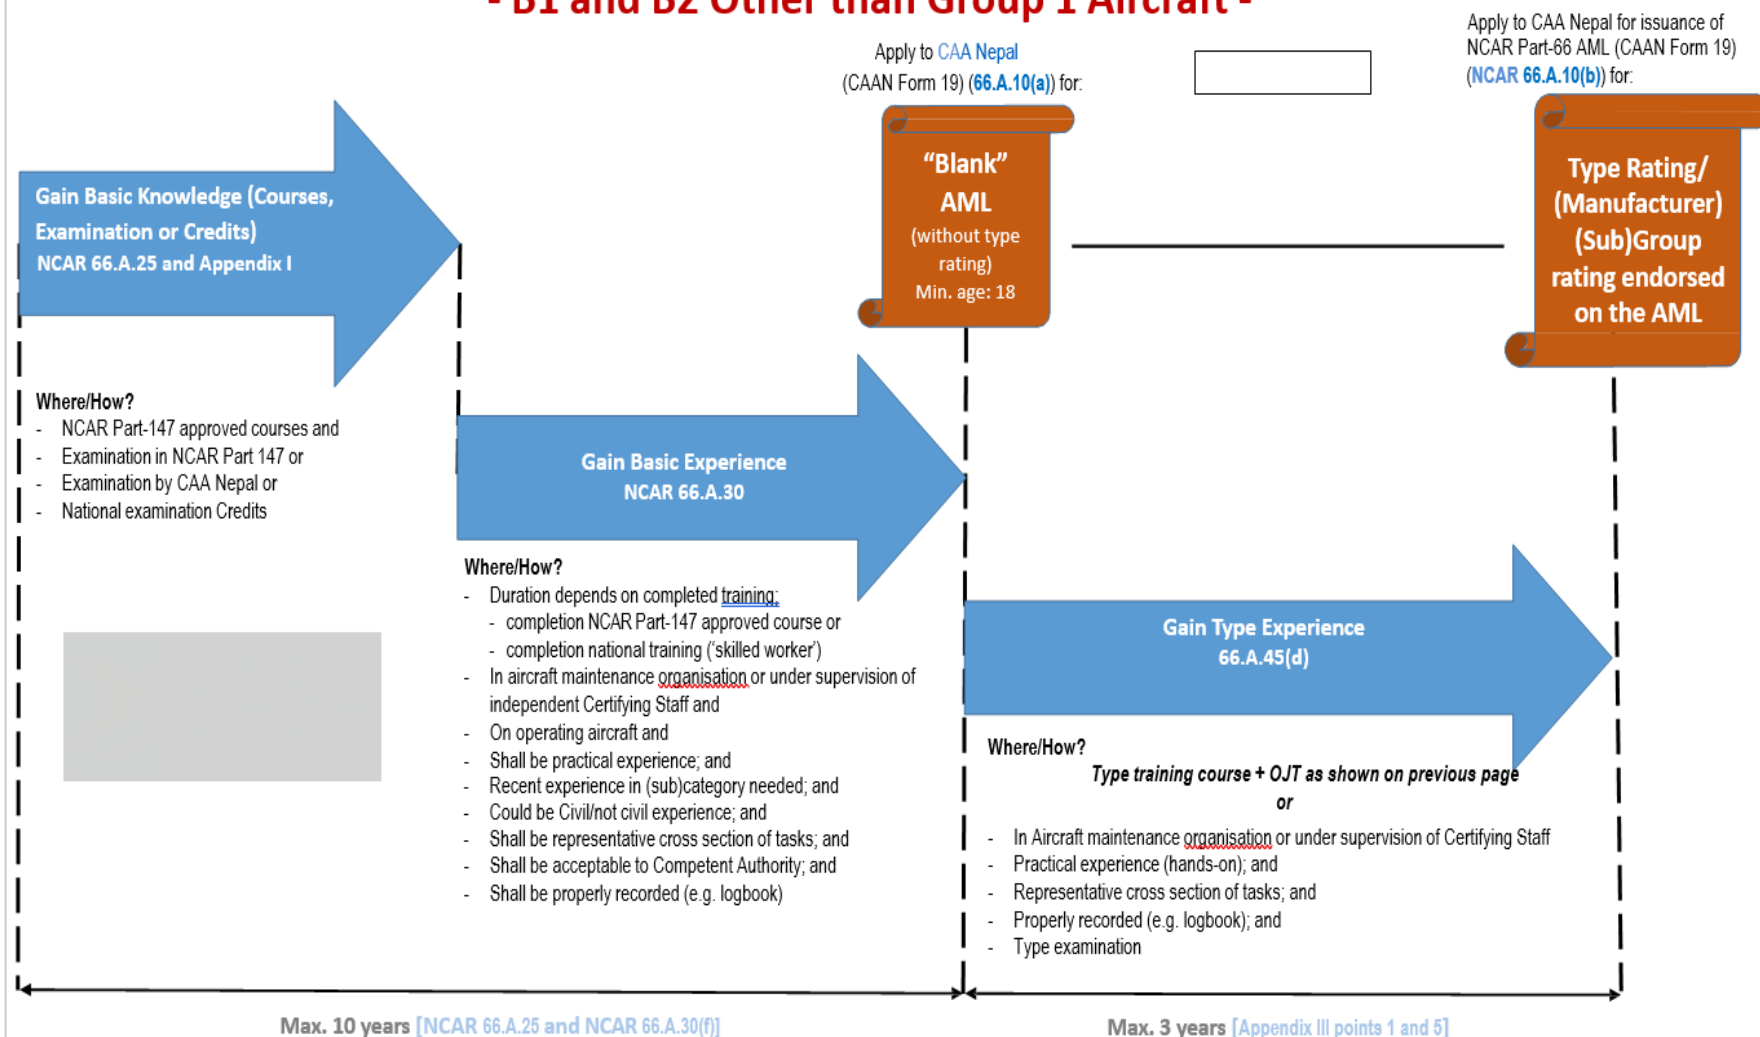 - B1 and B2 Other than Group 1 Aircraft -
Apply to CAA Nepal
(CAAN Form 19) (66.A.10(a)) for:
Apply to CAA Nepal for issuance of
NCAR Part-66 AML (CAAN Form 19)
(NCAR 66.A.10(b)) for:
Gain Basic Knowledge (Courses,
Examination or Credits)
NCAR 66.A.25 and Appendix I
“Blank”
AML
(without type
rating)
Min. age: 18
Type Rating/
(Manufacturer)
(Sub)Group
rating endorsed
on the AML
Where/How?
- NCAR Part-147 approved courses and
- Examination in NCAR Part 147 or
- Examination by CAA Nepal or
- National examination Credits
Gain Basic Experience
NCAR 66.A.30
Where/How?
- Duration depends on completed training;
- completion NCAR Part-147 approved course or
- completion national training (‘skilled worker’)
- In aircraft maintenance organisation or under supervision of
independent Certifying Staff and
- On operating aircraft and
- Shall be practical experience; and
- Recent experience in (sub)category needed; and
- Could be Civil/not civil experience; and
- Shall be representative cross section of tasks; and
- Shall be acceptable to Competent Authority; and
- Shall be properly recorded (e.g. logbook)
Gain Type Experience
66.A.45(d)
Where/How?
Type training course + OJT as shown on previous page
or
- In Aircraft maintenance organisation or under supervision of Certifying Staff
- Practical experience (hands-on); and
- Representative cross section of tasks; and
- Properly recorded (e.g. logbook); and
- Type examination
Max. 10 years [NCAR 66.A.25 and NCAR 66.A.30(f)]
Max. 3 years [Appendix III points 1 and 5]